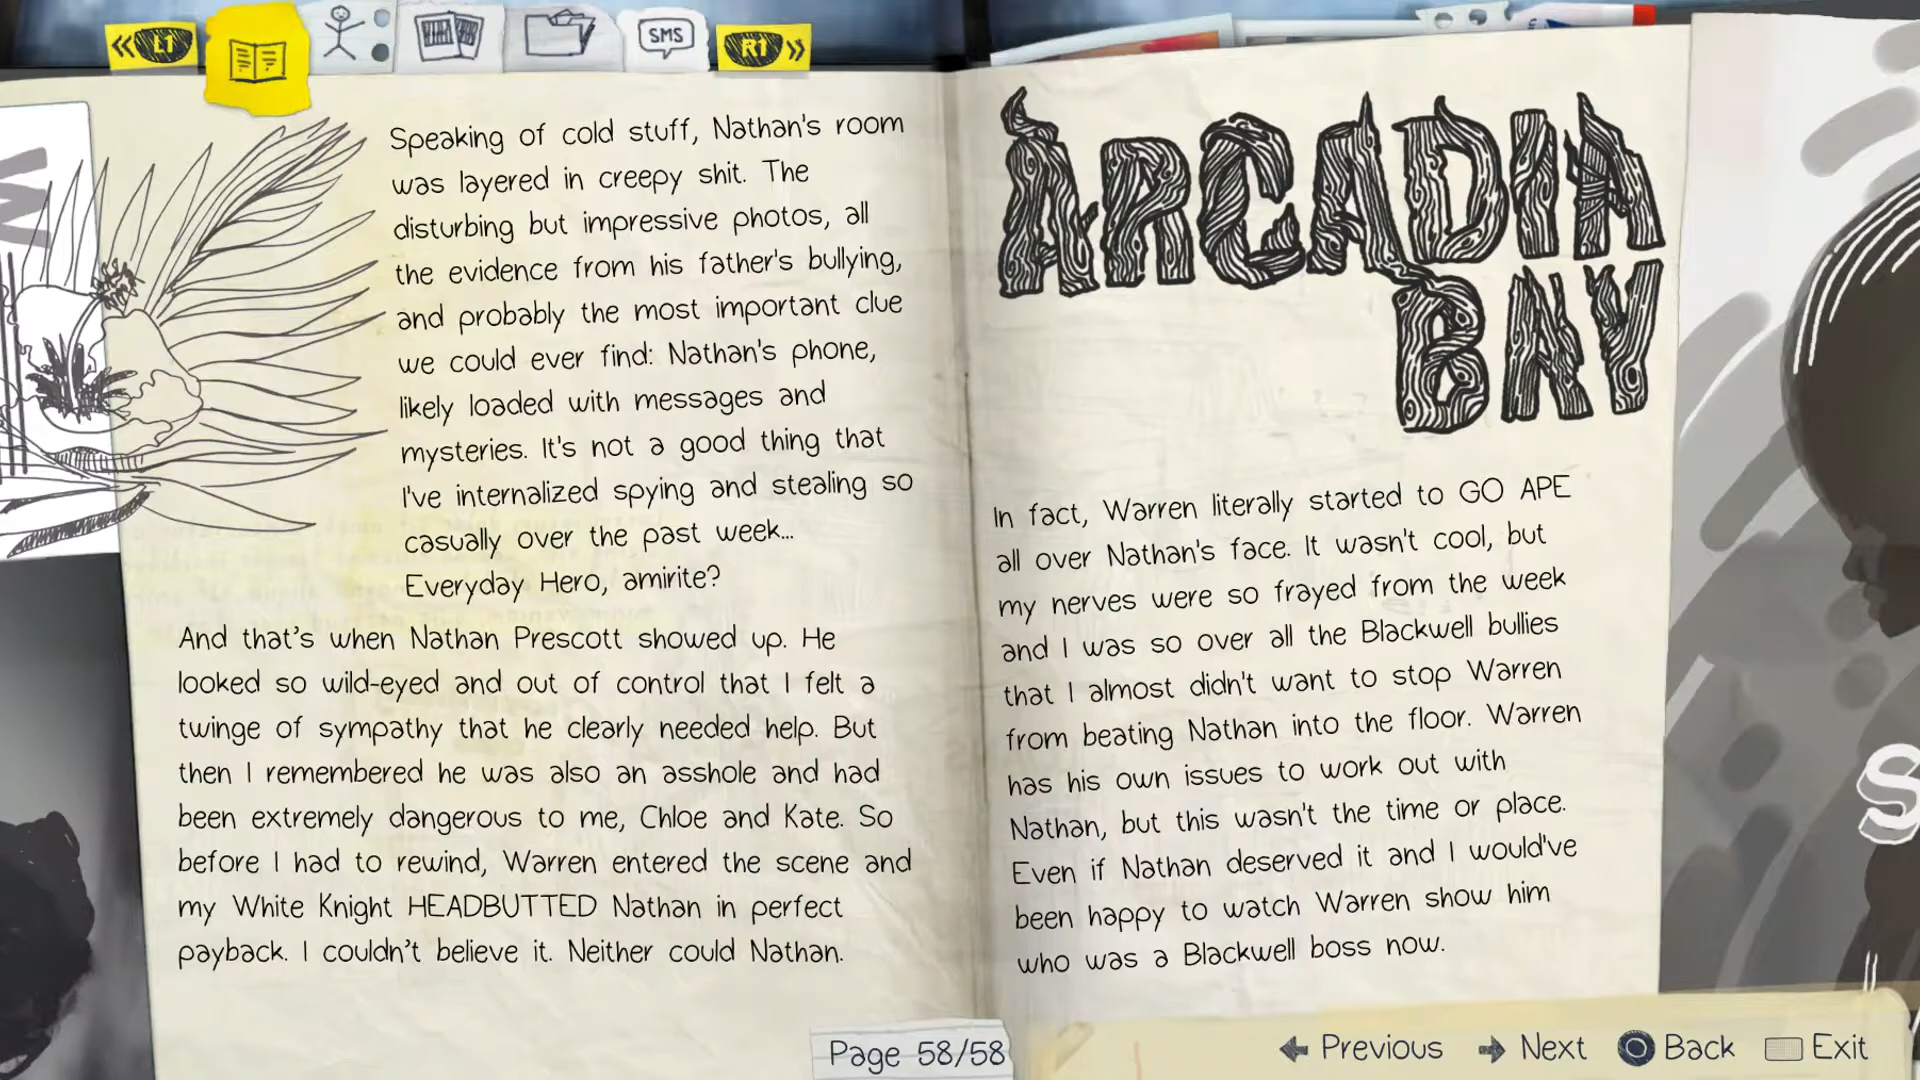 L1
SMS
R1
Speaking of cold stuff, Nathan's room
was layered in creepy shit. The
disturbing but impressive photos, all
the evidence from his father's bullying,
and probably the most important clue
we could ever find: Nathan's phone,
likely loaded with messages and
mysteries. It's not a good thing that
I've internalized spying and stealing so
casually over the past week...
Everyday Hero, amirite?
And that's when Nathan Prescott showed up. He
looked so wild-eyed and out of control that I felt a
twinge of sympathy that he clearly needed help. But
then I remembered he was also an asshole and had
been extremely dangerous to me, Chloe and Kate. So
before I had to rewind, Warren entered the scene and
my White Knight HEADBUTTED Nathan in perfect
payback. I couldn't believe it. Neither could Nathan.
ARCADIA
BAY
In fact, Warren literally started to GO APE
all over Nathan's face. It wasn't cool, but
my nerves were so frayed from the week
and I was so over all the Blackwell bullies
that I almost didn't want to stop Warren
from beating Nathan into the floor. Warren
has his own issues to work out with
Nathan, but this wasn't the time or place.
Even if Nathan deserved it and I would've
been happy to watch Warren show him
who was a Blackwell boss now.
S
Page 58/58
Previous
Next
Back
Exit